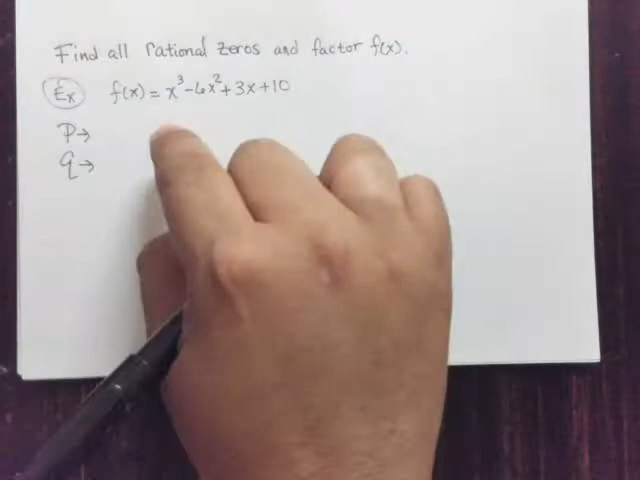 Find all rational zeros and factor f(x).
Ex f(x) = x³-6x²+3x+10
P→
q→